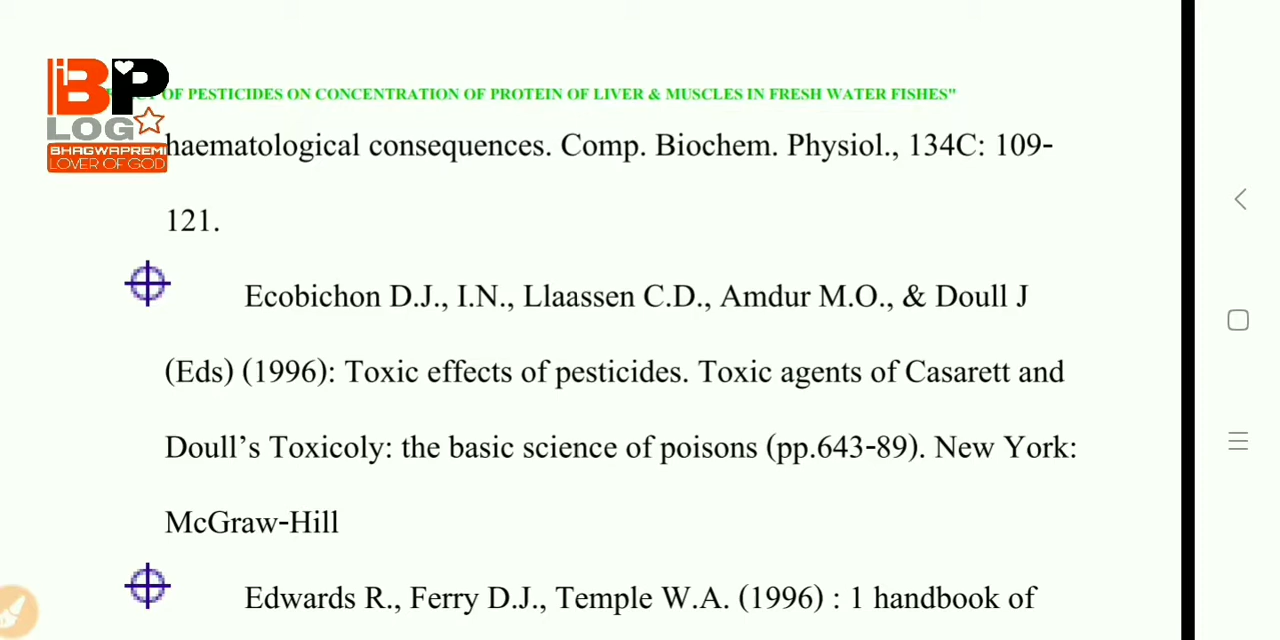 BP
LOG
BHAGWAPREMI
LOVER OF GOD
OF PESTICIDES ON CONCENTRATION OF PROTEIN OF LIVER & MUSCLES IN FRESH WATER FISHES"
haematological consequences. Comp. Biochem. Physiol., 134C: 109-
121.
Ecobichon D.J., I.N., Llaassen C.D., Amdur M.O., & Doull J
(Eds) (1996): Toxic effects of pesticides. Toxic agents of Casarett and
Doull’s Toxicoly: the basic science of poisons (pp.643-89). New York:
McGraw-Hill
Edwards R., Ferry D.J., Temple W.A. (1996) : 1 handbook of